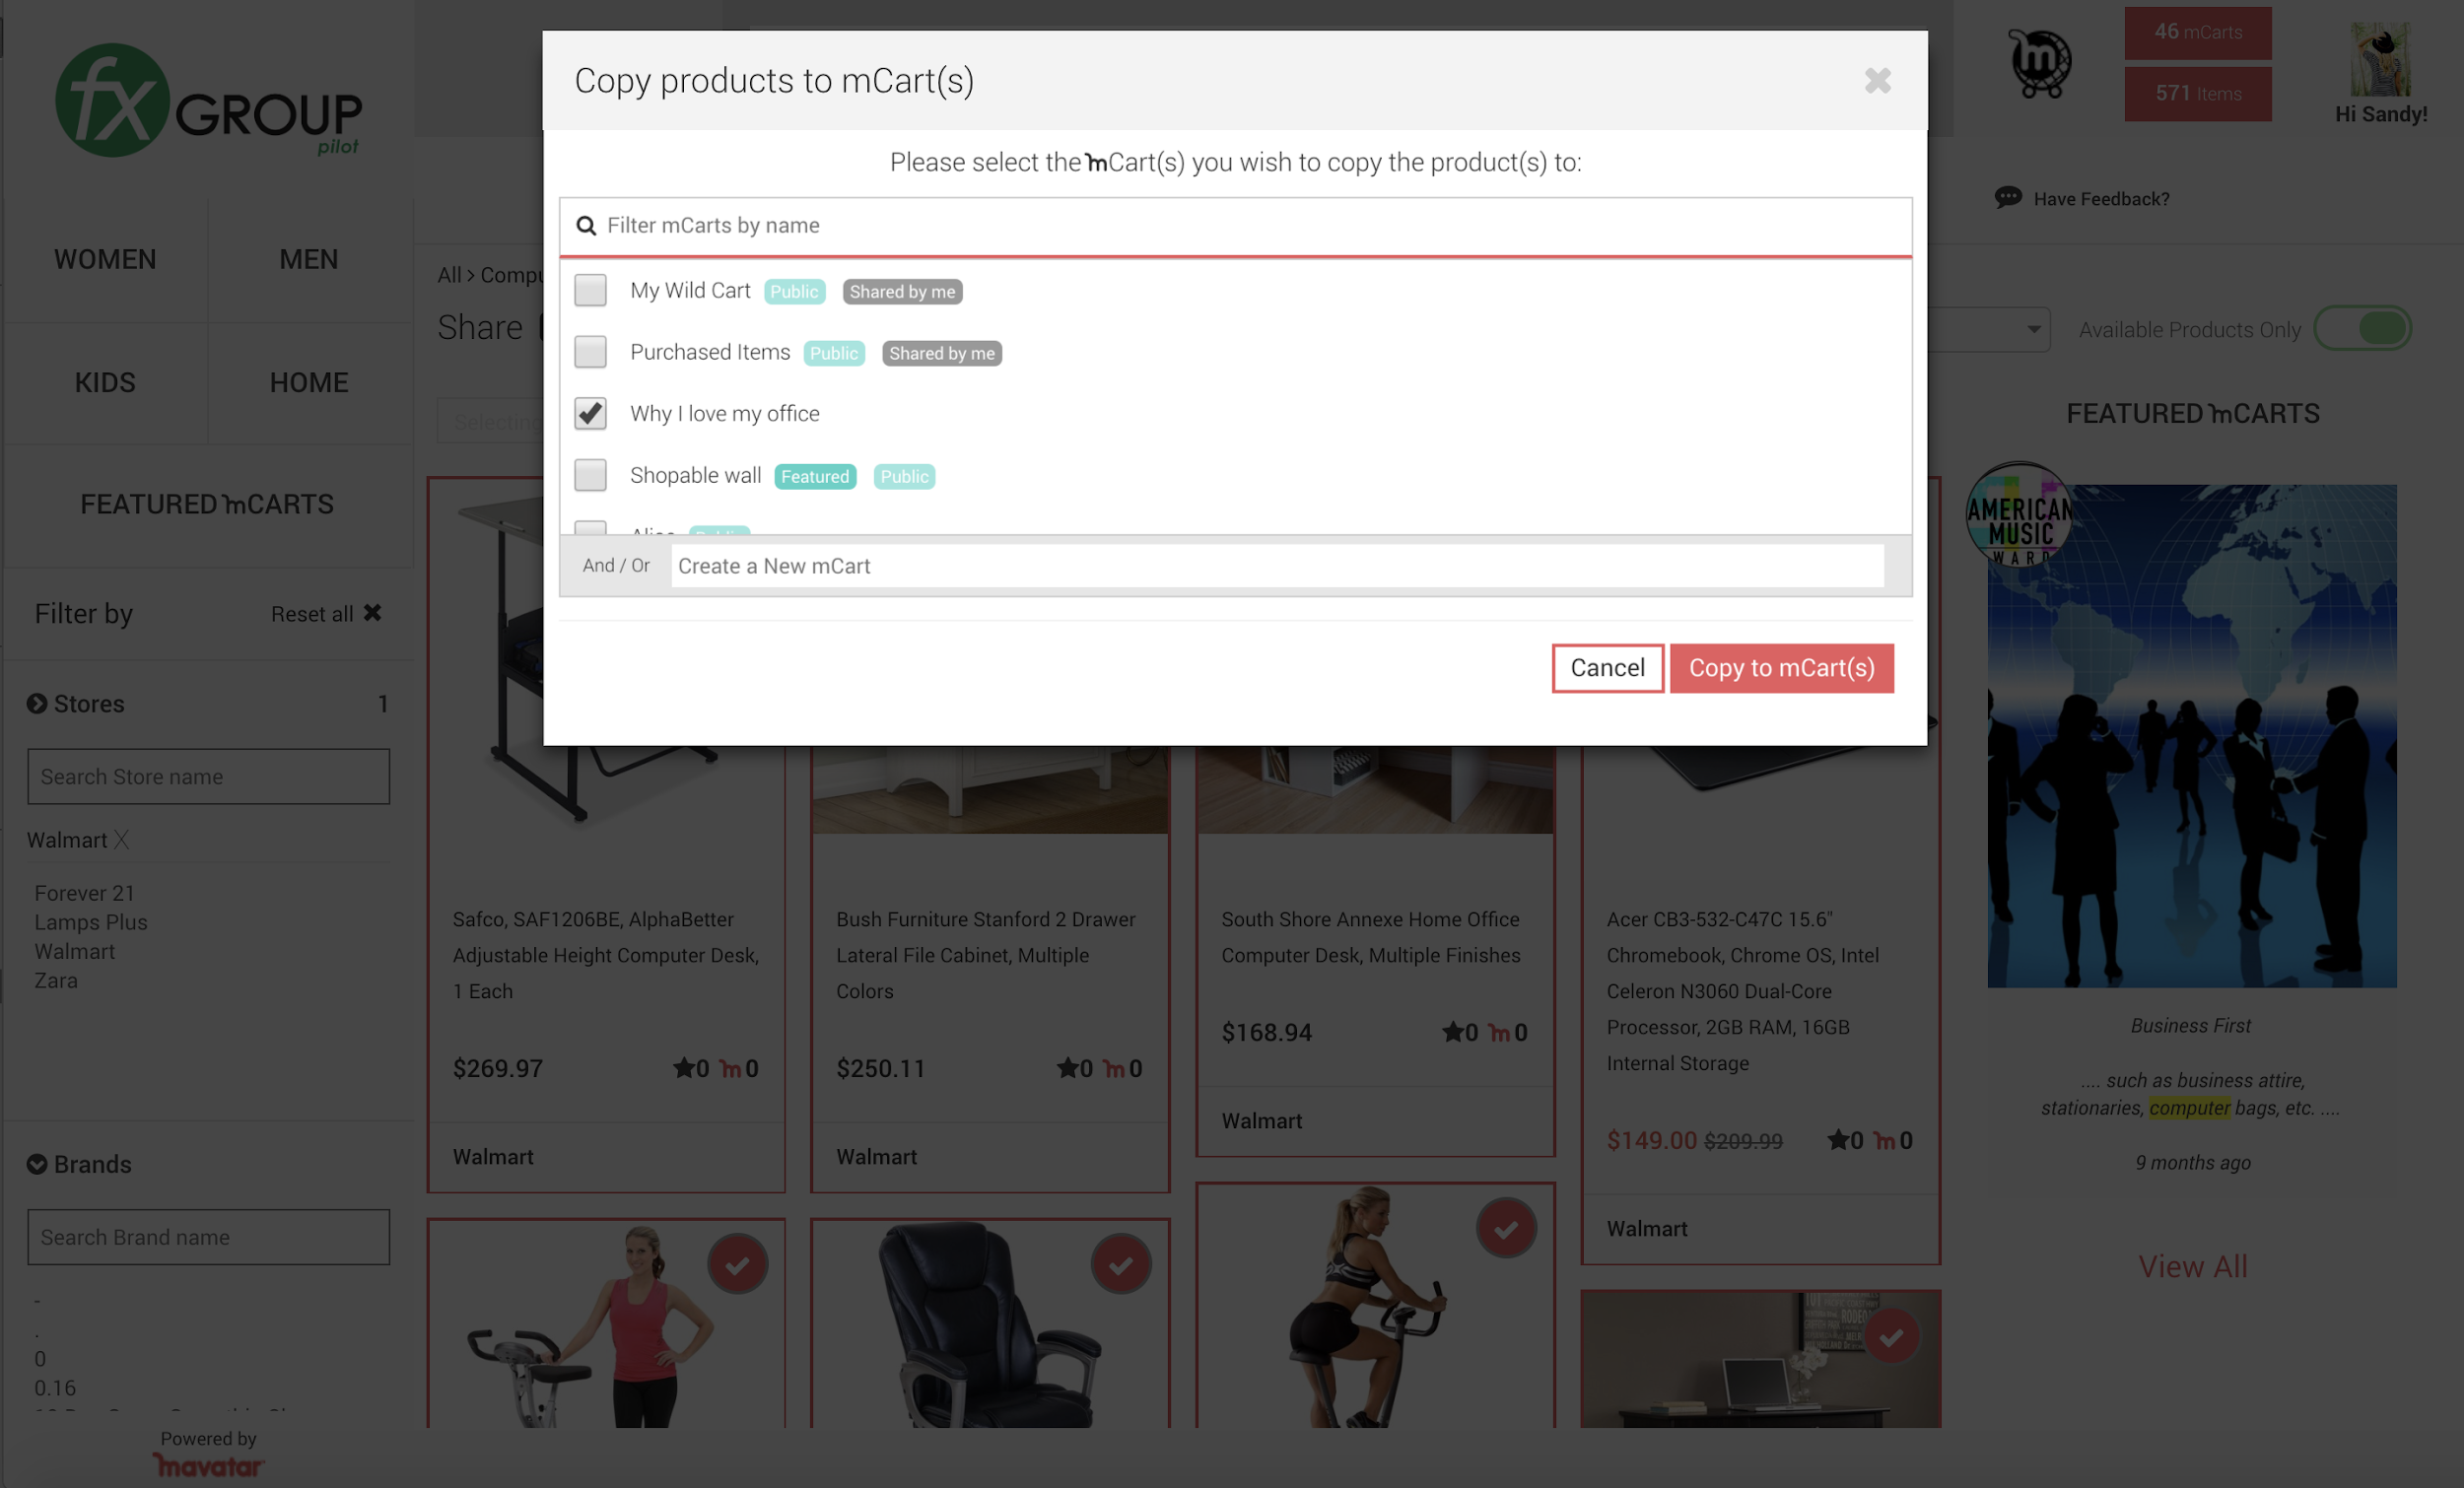 Copy products to mCart(s)
Please select the mCart(s) you wish to copy the product(s) to:
Filter mCarts by name
My Wild Cart Public Shared by me
Purchased Items Public Shared by me
Why I love my office
Shopable wall Featured Public
Alice Public
And / Or Create a New mCart
Cancel Copy to mCart(s)
fx GROUP
pilot
WOMEN MEN
KIDS HOME
FEATURED mCARTS
Filter by Reset all
Stores 1
Search Store name
Walmart X
Forever 21
Lamps Plus
Walmart
Zara
Brands
Search Brand name
-
.
0
0.16
Powered by
mavatar
All > Compu
Share
Selecting
m
46 mCarts
571 Items
Hi Sandy!
Have Feedback?
Available Products Only
Safco, SAF1206BE, AlphaBetter
Adjustable Height Computer Desk,
1 Each
$269.97 0 m 0
Walmart
Bush Furniture Stanford 2 Drawer
Lateral File Cabinet, Multiple
Colors
$250.11 0 m 0
Walmart
South Shore Annexe Home Office
Computer Desk, Multiple Finishes
$168.94 0 m 0
Walmart
Acer CB3-532-C47C 15.6"
Chromebook, Chrome OS, Intel
Celeron N3060 Dual-Core
Processor, 2GB RAM, 16GB
Internal Storage
$149.00 $209.99 0 m 0
Walmart
RODEO
FEATURED mCARTS
AMERICAN
MUSIC
WARD
Business First
.... such as business attire,
stationaries, computer bags, etc. ....
9 months ago
View All